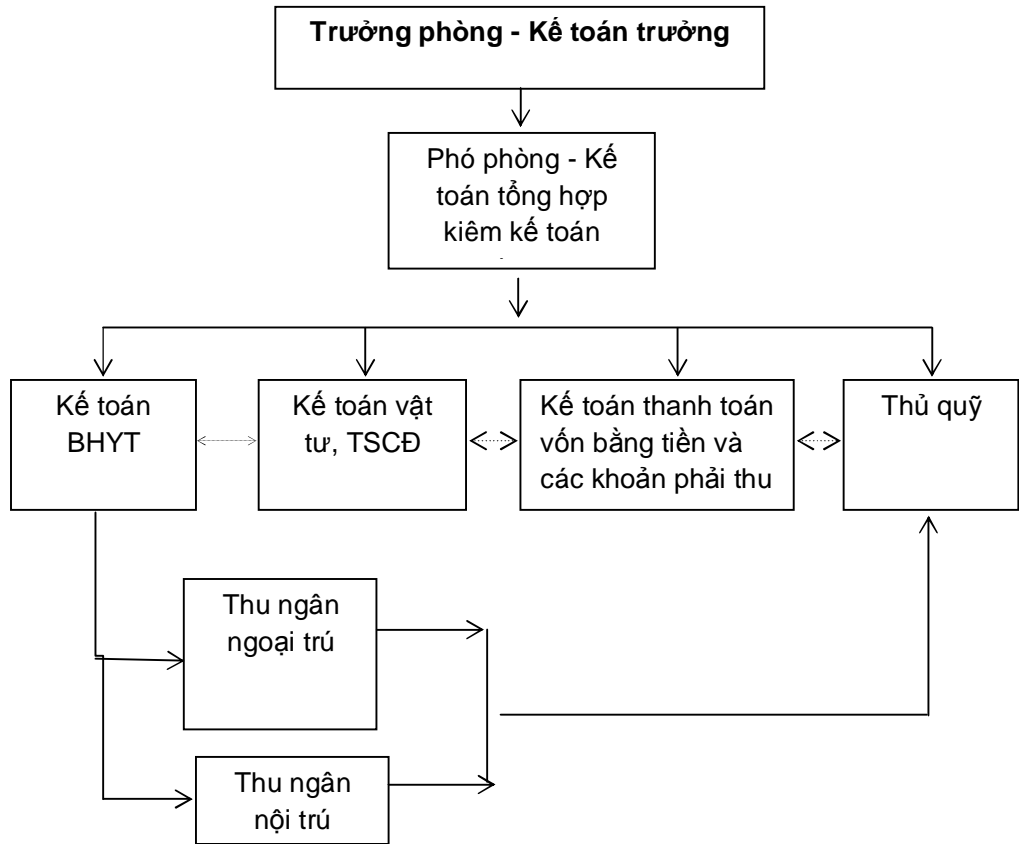 Trưởng phòng - Kế toán trưởng
Phó phòng - Kế
toán tổng hợp
kiêm kế toán
Kế toán
BHYT
Kế toán vật
tư, TSCĐ
Kế toán thanh toán
vốn bằng tiền và
các khoản phải thu
Thủ quỹ
Thu ngân
ngoại trú
Thu ngân
nội trú